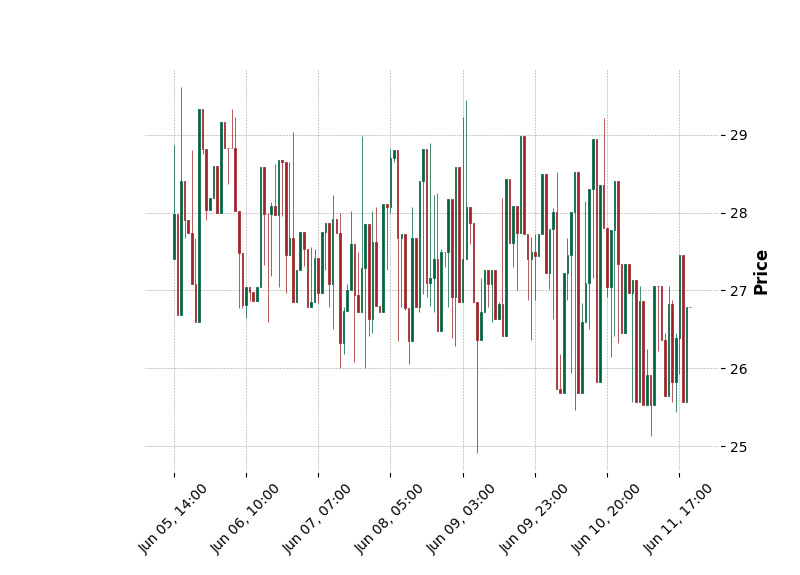 29
28
27
26
25
Price
Jun 05, 14:00
Jun 06, 10:00
Jun 07, 07:00
Jun 08, 05:00
Jun 09, 03:00
Jun 09, 23:00
Jun 10, 20:00
Jun 11, 17:00